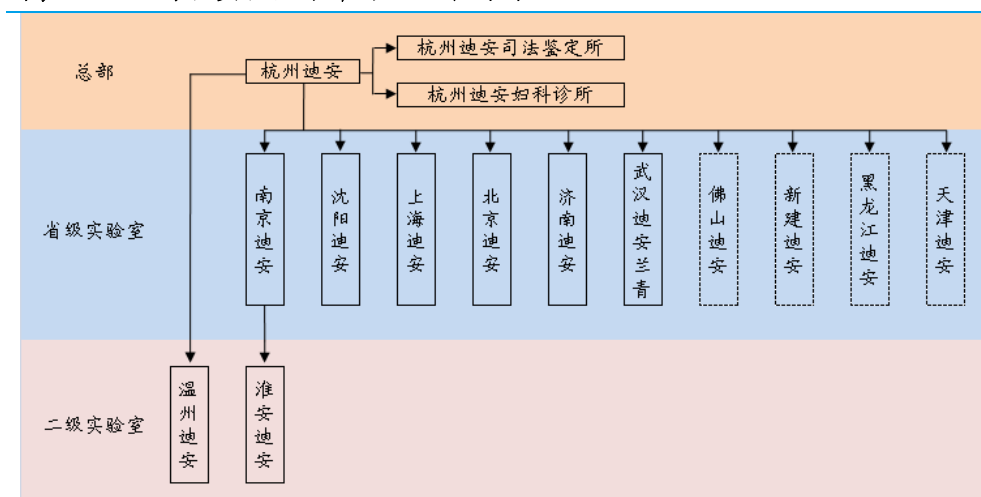 总部
杭州迪安
杭州迪安司法鉴定所
杭州迪安妇科诊所
省级实验室
南京迪安
沈阳迪安
上海迪安
北京迪安
济南迪安
武汉迪安兰青
佛山迪安
新建迪安
黑龙江迪安
天津迪安
二级实验室
温州迪安
淮安迪安